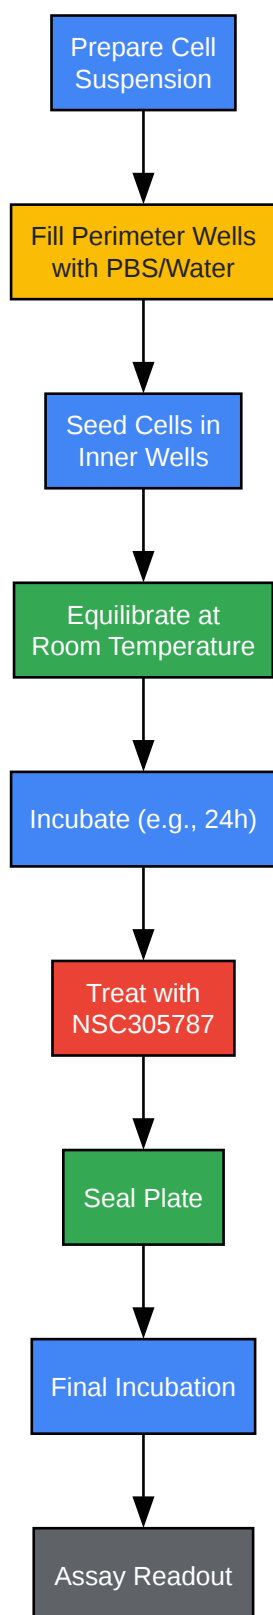 Prepare Cell
Suspension
Fill Perimeter Wells
with PBS/Water
Seed Cells in
Inner Wells
Equilibrate at
Room Temperature
Incubate (e.g., 24h)
Treat with
NSC305787
Seal Plate
Final Incubation
Assay Readout